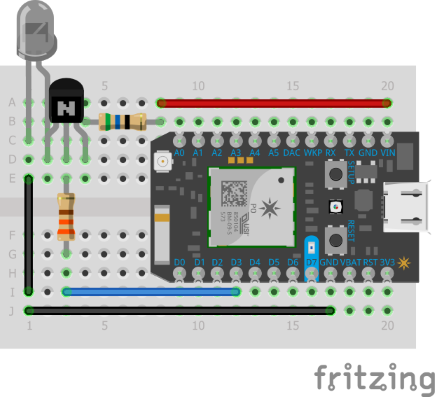 5 10 15 20
A
B
C
A0 A1 A2 A3 A4 A5 DAC WKP RX TX GND VIN
D
SETUP
E
N
RESET
F
G
H
D0 D1 D2 D3 D4 D5 D6 D7 GND VBAT RST 3V3
I
J
1 5 10 15 20
fritzing